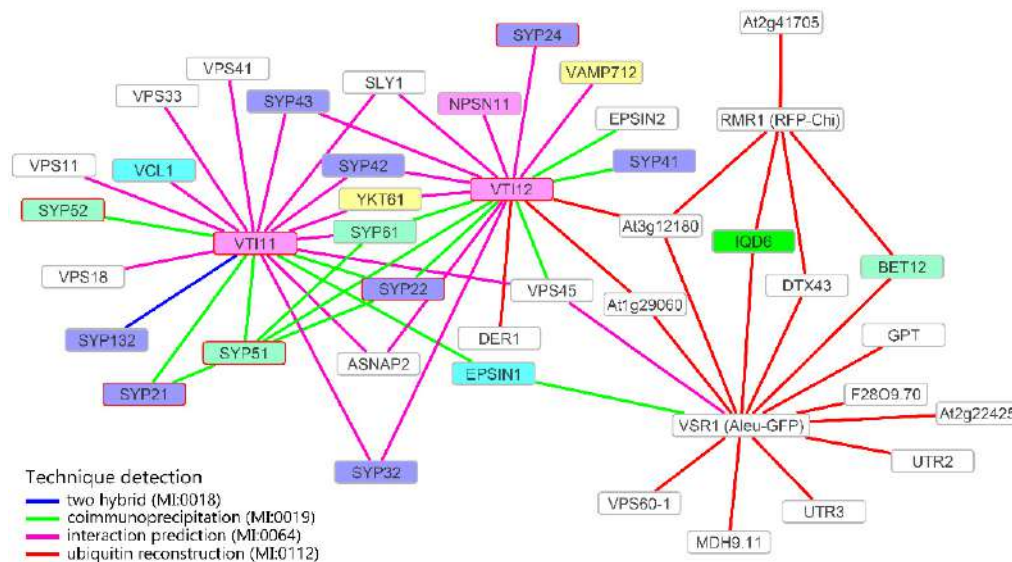 At2g41705
SYP24
VPS41
SLY1
VAMP712
VPS33
SYP43
NPSN11
EPSIN2
RMR1 (RFP-Chi)
VPS11
VCL1
SYP42
SYP41
YKT61
VTI12
SYP52
SYP61
At3g12180
IQD6
VTI11
BET12
VPS18
SYP22
VPS45
DTX43
At1g29060
SYP132
DER1
GPT
SYP51
ASNAP2
EPSIN1
SYP21
F28O9.70
At2g22425
VSR1 (Aleu-GFP)
UTR2
SYP32
Technique detection
two hybrid (MI:0018)
coimmunoprecipitation (MI:0019)
interaction prediction (MI:0064)
ubiquitin reconstruction (MI:0112)
VPS60-1
UTR3
MDH9.11